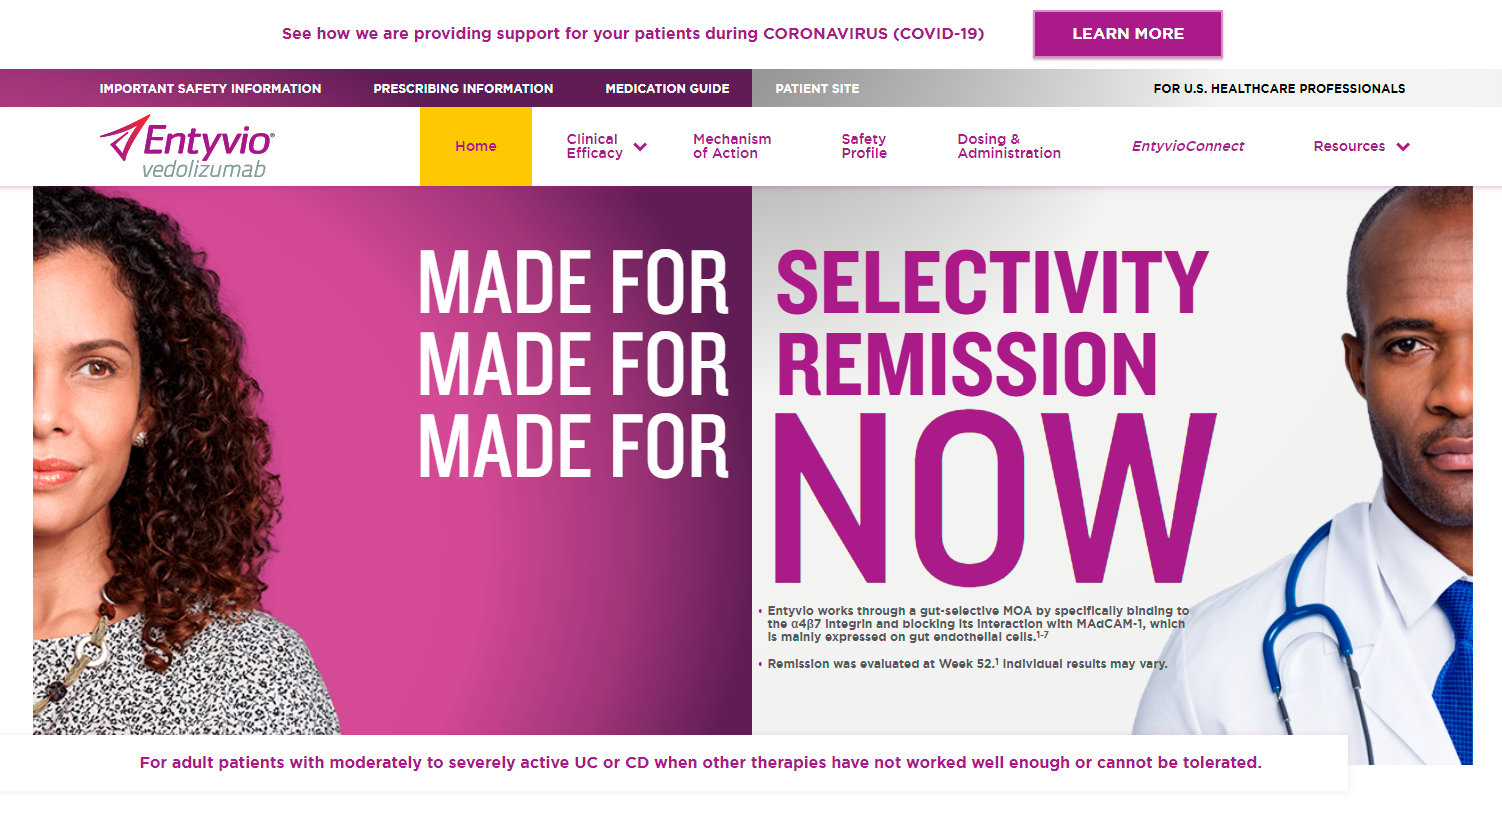 See how we are providing support for your patients during CORONAVIRUS (COVID-19)
LEARN MORE
IMPORTANT SAFETY INFORMATION
PRESCRIBING INFORMATION
MEDICATION GUIDE
PATIENT SITE
FOR U.S. HEALTHCARE PROFESSIONALS
Entyvio®
vedolizumab
Home
Clinical
Efficacy
Mechanism
of Action
Safety
Profile
Dosing &
Administration
EntyvioConnect
Resources
MADE FOR SELECTIVITY
MADE FOR REMISSION
MADE FOR NOW
• Entyvio works through a gut-selective MOA by specifically binding to
the α4β7 integrin and blocking its interaction with MAdCAM-1, which
is mainly expressed on gut endothelial cells.1-7
• Remission was evaluated at Week 52.1 Individual results may vary.
For adult patients with moderately to severely active UC or CD when other therapies have not worked well enough or cannot be tolerated.